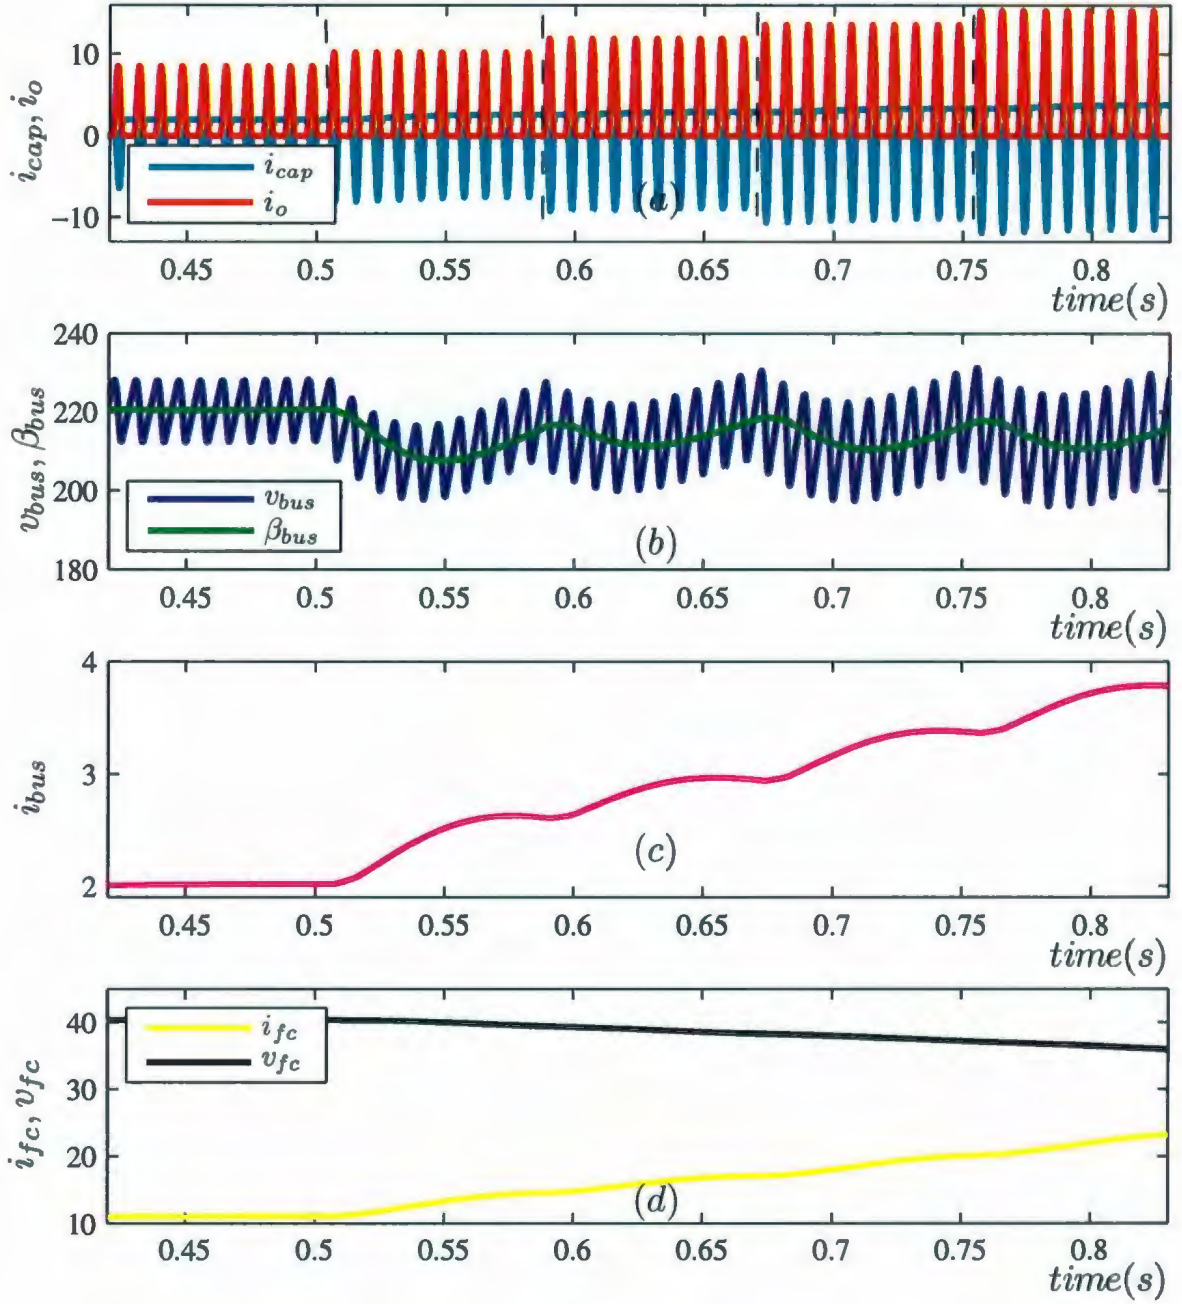 10
0
−10
i_cap, i_o
i_cap
i_o
(a)
0.45 0.5 0.55 0.6 0.65 0.7 0.75 0.8
time(s)
240
220
200
180
v_bus, β_bus
v_bus
β_bus
(b)
0.45 0.5 0.55 0.6 0.65 0.7 0.75 0.8
time(s)
4
3
2
i_bus
(c)
0.45 0.5 0.55 0.6 0.65 0.7 0.75 0.8
time(s)
40
30
20
10
i_fc, v_fc
i_fc
v_fc
(d)
0.45 0.5 0.55 0.6 0.65 0.7 0.75 0.8
time(s)